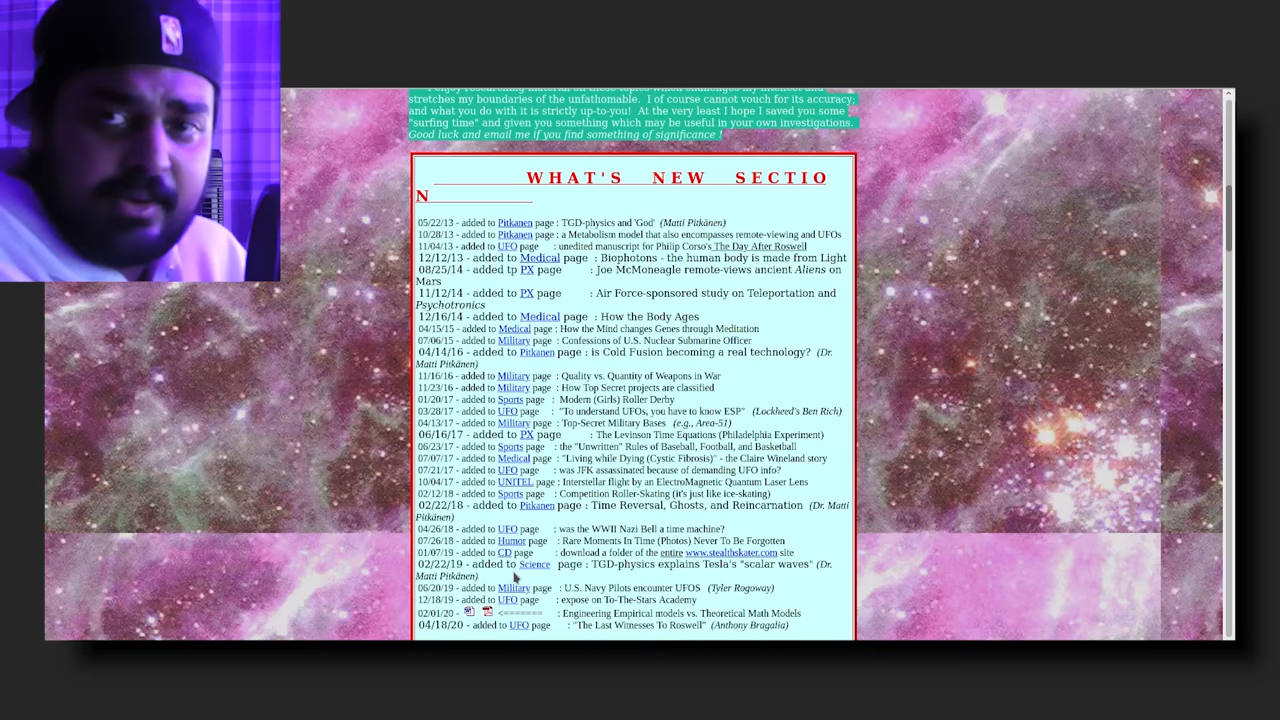 stretches my boundaries of the unfathomable.  I of course cannot vouch for its accuracy;
and what you do with it is strictly up-to-you!  At the very least I hope I saved you some
"surfing time" and given you something which may be useful in your own investigations.
Good luck and email me if you find something of significance !
WHAT'S NEW SECTIO
N
05/22/13 - added to Pitkanen page : TGD-physics and 'God'  (Matti Pitkänen)
10/28/13 - added to Pitkanen page : a Metabolism model that also encompasses remote-viewing and UFOs
11/04/13 - added to UFO page : unedited manuscript for Philip Corso's The Day After Roswell
12/12/13 - added to Medical page : Biophotons - the human body is made from Light
08/25/14 - added tp PX page : Joe McMoneagle remote-views ancient Aliens on
Mars
11/12/14 - added to PX page : Air Force-sponsored study on Teleportation and
Psychotronics
12/16/14 - added to Medical page : How the Body Ages
04/15/15 - added to Medical page : How the Mind changes Genes through Meditation
07/06/15 - added to Military page : Confessions of U.S. Nuclear Submarine Officer
04/14/16 - added to Pitkanen page : is Cold Fusion becoming a real technology?  (Dr.
Matti Pitkänen)
11/16/16 - added to Military page : Quality vs. Quantity of Weapons in War
11/23/16 - added to Military page : How Top Secret projects are classified
01/20/17 - added to Sports page : Modern (Girls) Roller Derby
03/28/17 - added to UFO page : "To understand UFOs, you have to know ESP"  (Lockheed's Ben Rich)
04/13/17 - added to Military page : Top-Secret Military Bases  (e.g., Area-51)
06/16/17 - added to PX page : The Levinson Time Equations (Philadelphia Experiment)
06/23/17 - added to Sports page : the "Unwritten" Rules of Baseball, Football, and Basketball
07/07/17 - added to Medical page : "Living while Dying (Cystic Fibrosis)" - the Claire Wineland story
07/21/17 - added to UFO page : was JFK assassinated because of demanding UFO info?
10/04/17 - added to UNITEL page : Interstellar flight by an ElectroMagnetic Quantum Laser Lens
02/12/18 - added to Sports page : Competition Roller-Skating (it's just like ice-skating)
02/22/18 - added to Pitkanen page : Time Reversal, Ghosts, and Reincarnation  (Dr. Matti
Pitkänen)
04/26/18 - added to UFO page : was the WWII Nazi Bell a time machine?
07/26/18 - added to Humor page : Rare Moments In Time (Photos) Never To Be Forgotten
01/07/19 - added to CD page : download a folder of the entire www.stealthskater.com site
02/22/19 - added to Science page : TGD-physics explains Tesla's "scalar waves" (Dr.
Matti Pitkänen)
06/20/19 - added to Military page : U.S. Navy Pilots encounter UFOS  (Tyler Rogoway)
12/18/19 - added to UFO page : expose on To-The-Stars Academy
02/01/20 - <======= : Engineering Empirical models vs. Theoretical Math Models
04/18/20 - added to UFO page : "The Last Witnesses To Roswell"  (Anthony Bragalia)